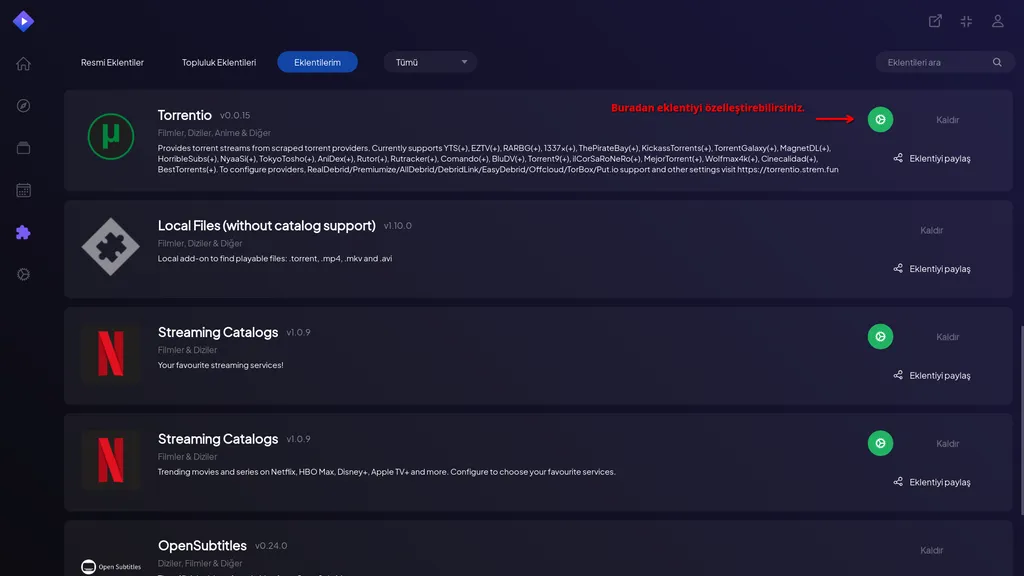 Resmi Eklentiler
Topluluk Eklentileri
Eklentilerim
Tümü
Eklentileri ara
Torrentio v0.0.15
Filmler, Diziler, Anime & Diğer
Provides torrent streams from scraped torrent providers. Currently supports YTS(+), EZTV(+), RARBG(+), 1337x(+), ThePirateBay(+), KickassTorrents(+), TorrentGalaxy(+), MagnetDL(+),
HorribleSubs(+), NyaaSi(+), TokyoTosho(+), AniDex(+), Rutor(+), Rutracker(+), Comando(+), BluDV(+), Torrent9(+), ilCorSaRoNeRo(+), MejorTorrent(+), Wolfmax4k(+), Cinecalidad(+),
BestTorrents(+). To configure providers, RealDebrid/Premiumize/AllDebrid/DebridLink/EasyDebrid/Offcloud/TorBox/Put.io support and other settings visit https://torrentio.strem.fun
Buradan eklentiyi özelleştirebilirsiniz.
Kaldır
Eklentiyi paylaş
Local Files (without catalog support) v1.10.0
Filmler, Diziler & Diğer
Local add-on to find playable files: .torrent, .mp4, .mkv and .avi
Kaldır
Eklentiyi paylaş
Streaming Catalogs v1.0.9
Filmler & Diziler
Your favourite streaming services!
Kaldır
Eklentiyi paylaş
Streaming Catalogs v1.0.9
Filmler & Diziler
Trending movies and series on Netflix, HBO Max, Disney+, Apple TV+ and more. Configure to choose your favourite services.
Kaldır
Eklentiyi paylaş
Open Subtitles
OpenSubtitles v0.24.0
Diziler, Filmler & Diğer
Kaldır